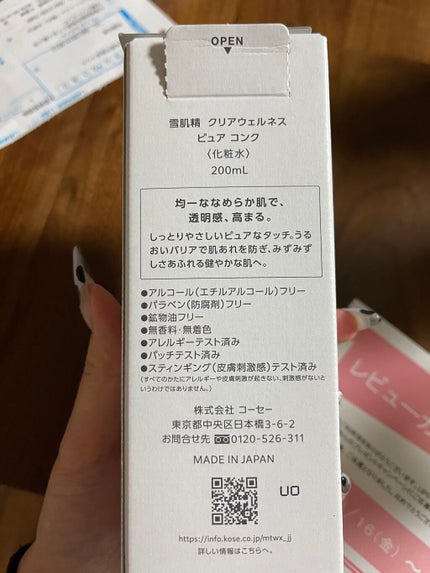 OPEN
雪肌精 クリアウェルネス
ピュア コンク
〈化粧水〉
200mL
均一ななめらか肌で、
透明感、高まる。
しっとりやさしいピュアなタッチ。うる
おいバリアで肌あれを防ぎ、みずみず
しさあふれる健やかな肌へ。
●アルコール(エチルアルコール)フリー
●パラベン(防腐剤)フリー
●鉱物油フリー
●無香料・無着色
●アレルギーテスト済み
●パッチテスト済み
●スティンギング(皮膚刺激感)テスト済み
(すべてのかたにアレルギーや皮膚刺激が起きない、刺激感がないと
いうわけではありません。)
株式会社 コーセー
東京都中央区日本橋3-6-2
お問合せ先 0120-526-311
MADE IN JAPAN
UO
https://info.kose.co.jp/mtwx_jj
詳しい情報はこちらへ。
レビュー
16(金) ～